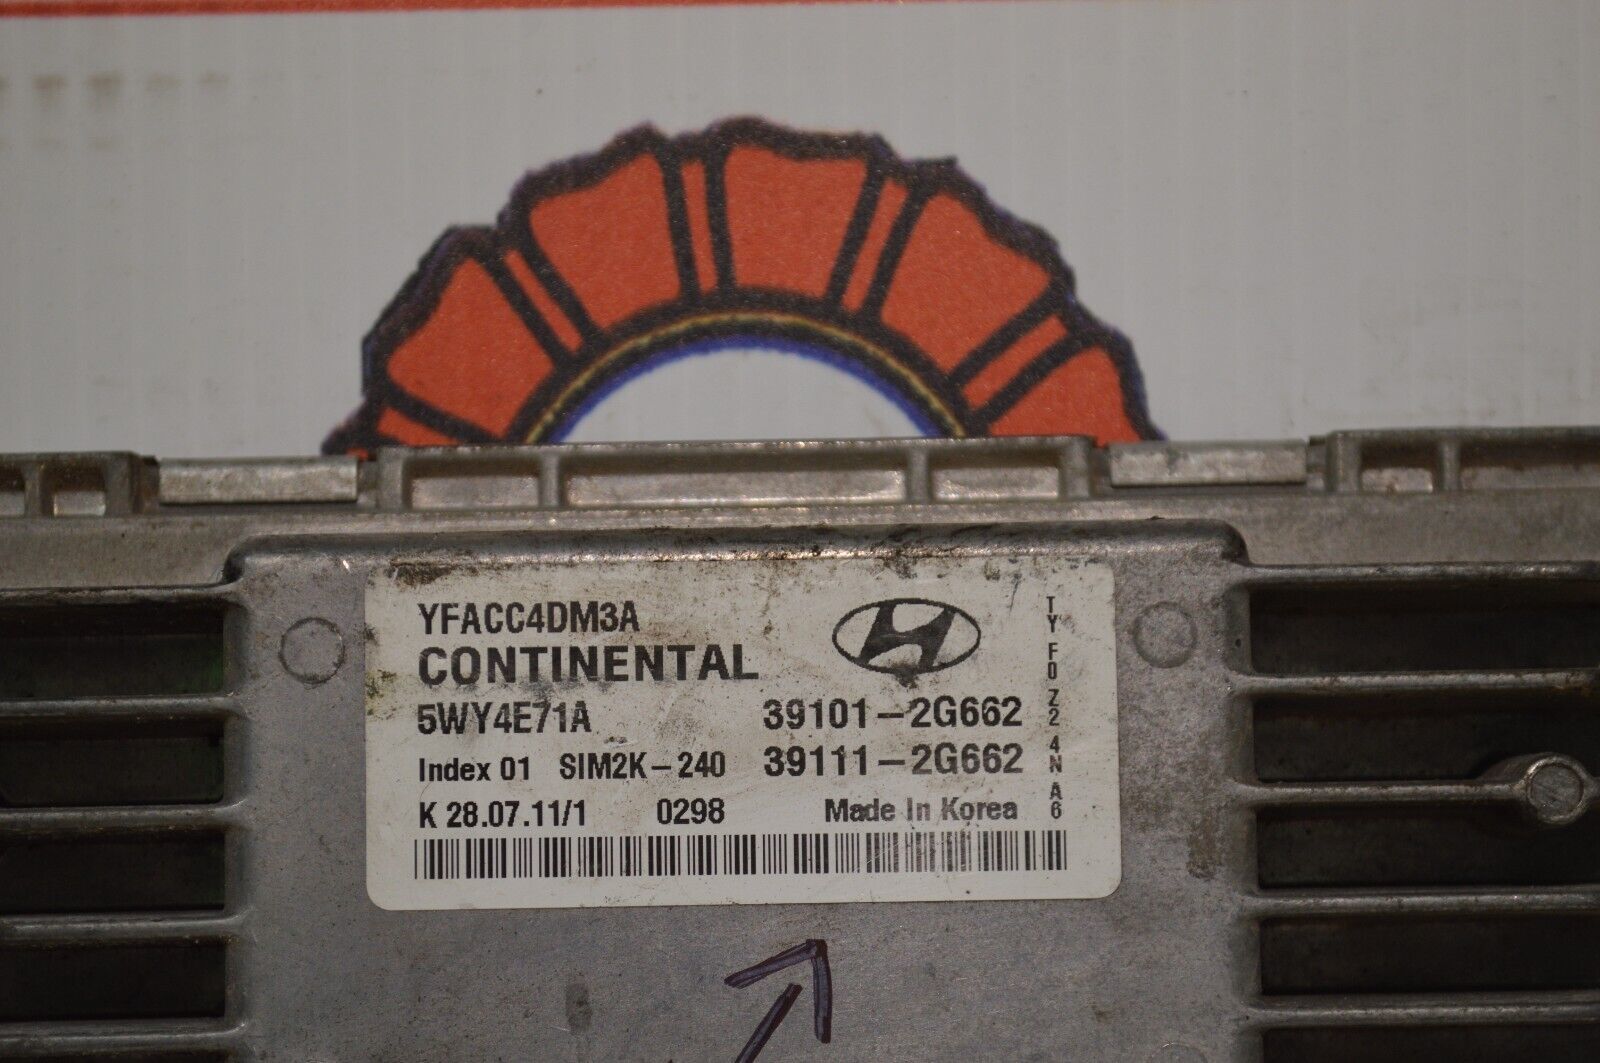 YFACC4DM3A
CONTINENTAL
5WY4E71A 39101-2G662
Index 01 SIM2K-240 39111-2G662
K 28.07.11/1 0298 Made In Korea
TY F0 Z2 4N A6